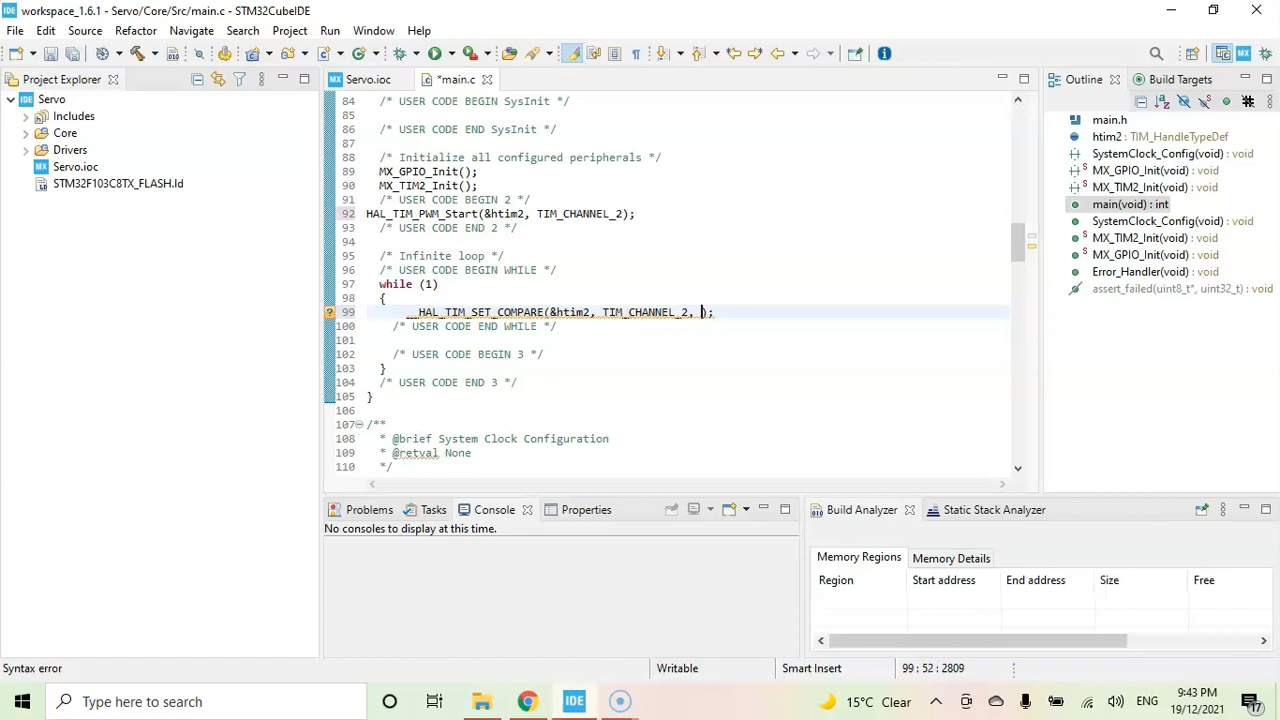 workspace_1.6.1 - Servo/Core/Src/main.c - STM32CubeIDE
File Edit Source Refactor Navigate Search Project Run Window Help
Project Explorer
Servo
Includes
Core
Drivers
Servo.ioc
STM32F103C8TX_FLASH.ld
Servo.ioc *main.c
84 /* USER CODE BEGIN SysInit */
85
86 /* USER CODE END SysInit */
87
88 /* Initialize all configured peripherals */
89 MX_GPIO_Init();
90 MX_TIM2_Init();
91 /* USER CODE BEGIN 2 */
92 HAL_TIM_PWM_Start(&htim2, TIM_CHANNEL_2);
93 /* USER CODE END 2 */
94
95 /* Infinite loop */
96 /* USER CODE BEGIN WHILE */
97 while (1)
98 {
99 __HAL_TIM_SET_COMPARE(&htim2, TIM_CHANNEL_2, );
100 /* USER CODE END WHILE */
101
102 /* USER CODE BEGIN 3 */
103 }
104 /* USER CODE END 3 */
105 }
106
107 /**
108 * @brief System Clock Configuration
109 * @retval None
110 */
Outline Build Targets
main.h
htim2 : TIM_HandleTypeDef
SystemClock_Config(void) : void
MX_GPIO_Init(void) : void
MX_TIM2_Init(void) : void
main(void) : int
SystemClock_Config(void) : void
MX_TIM2_Init(void) : void
MX_GPIO_Init(void) : void
Error_Handler(void) : void
assert_failed(uint8_t*, uint32_t) : void
Problems Tasks Console Properties
No consoles to display at this time.
Build Analyzer Static Stack Analyzer
Memory Regions Memory Details
Region Start address End address Size Free
Syntax error Writable Smart Insert 99 : 52 : 2809
Type here to search
15°C Clear
ENG
9:43 PM
19/12/2021
17